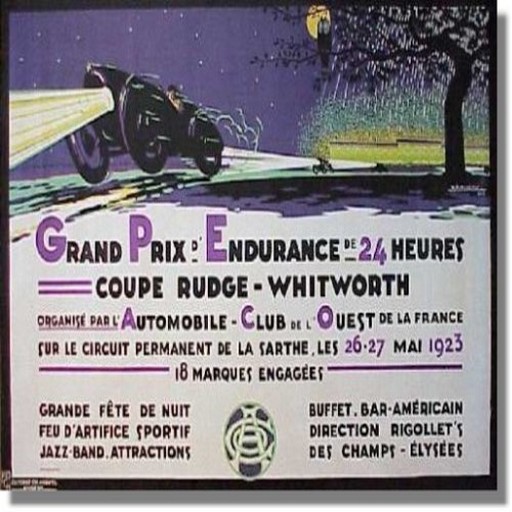 GRAND PRIX D'ENDURANCE DE 24 HEURES
COUPE RUDGE - WHITWORTH
ORGANISÉ PAR L'AUTOMOBILE - CLUB DE L'OUEST DE LA FRANCE
SUR LE CIRCUIT PERMANENT DE LA SARTHE, LES 26-27 MAI 1923
18 MARQUES ENGAGÉES
GRANDE FÊTE DE NUIT
FEU D'ARTIFICE SPORTIF
JAZZ-BAND. ATTRACTIONS
BUFFET. BAR-AMÉRICAIN
DIRECTION RIGOLLET'S
DES CHAMPS - ÉLYSÉES